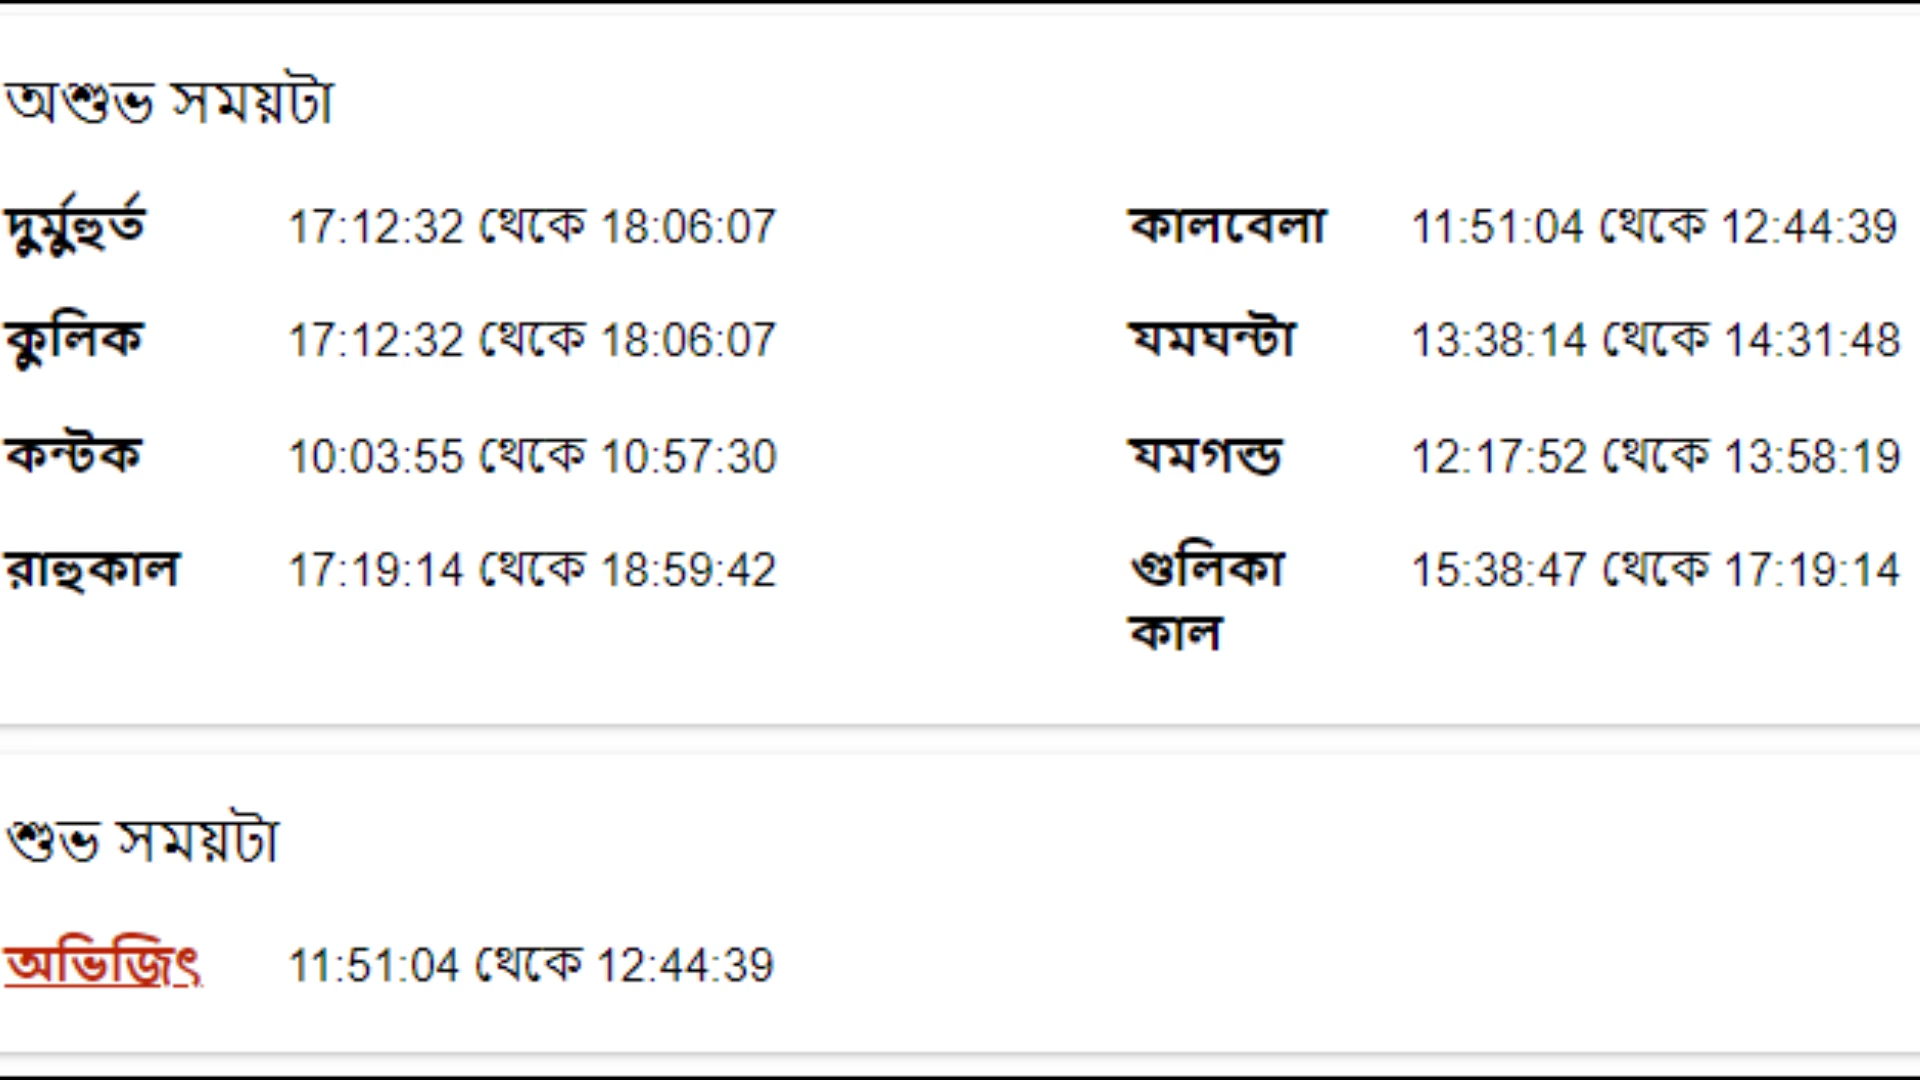 অশুভ সময়টা
দুর্মুহুর্ত 17:12:32 থেকে 18:06:07 কালবেলা 11:51:04 থেকে 12:44:39
কুলিক 17:12:32 থেকে 18:06:07 যমঘন্টা 13:38:14 থেকে 14:31:48
কন্টক 10:03:55 থেকে 10:57:30 যমগন্ড 12:17:52 থেকে 13:58:19
রাহুকাল 17:19:14 থেকে 18:59:42 গুলিকা 15:38:47 থেকে 17:19:14
কাল
শুভ সময়টা
অভিজিৎ 11:51:04 থেকে 12:44:39